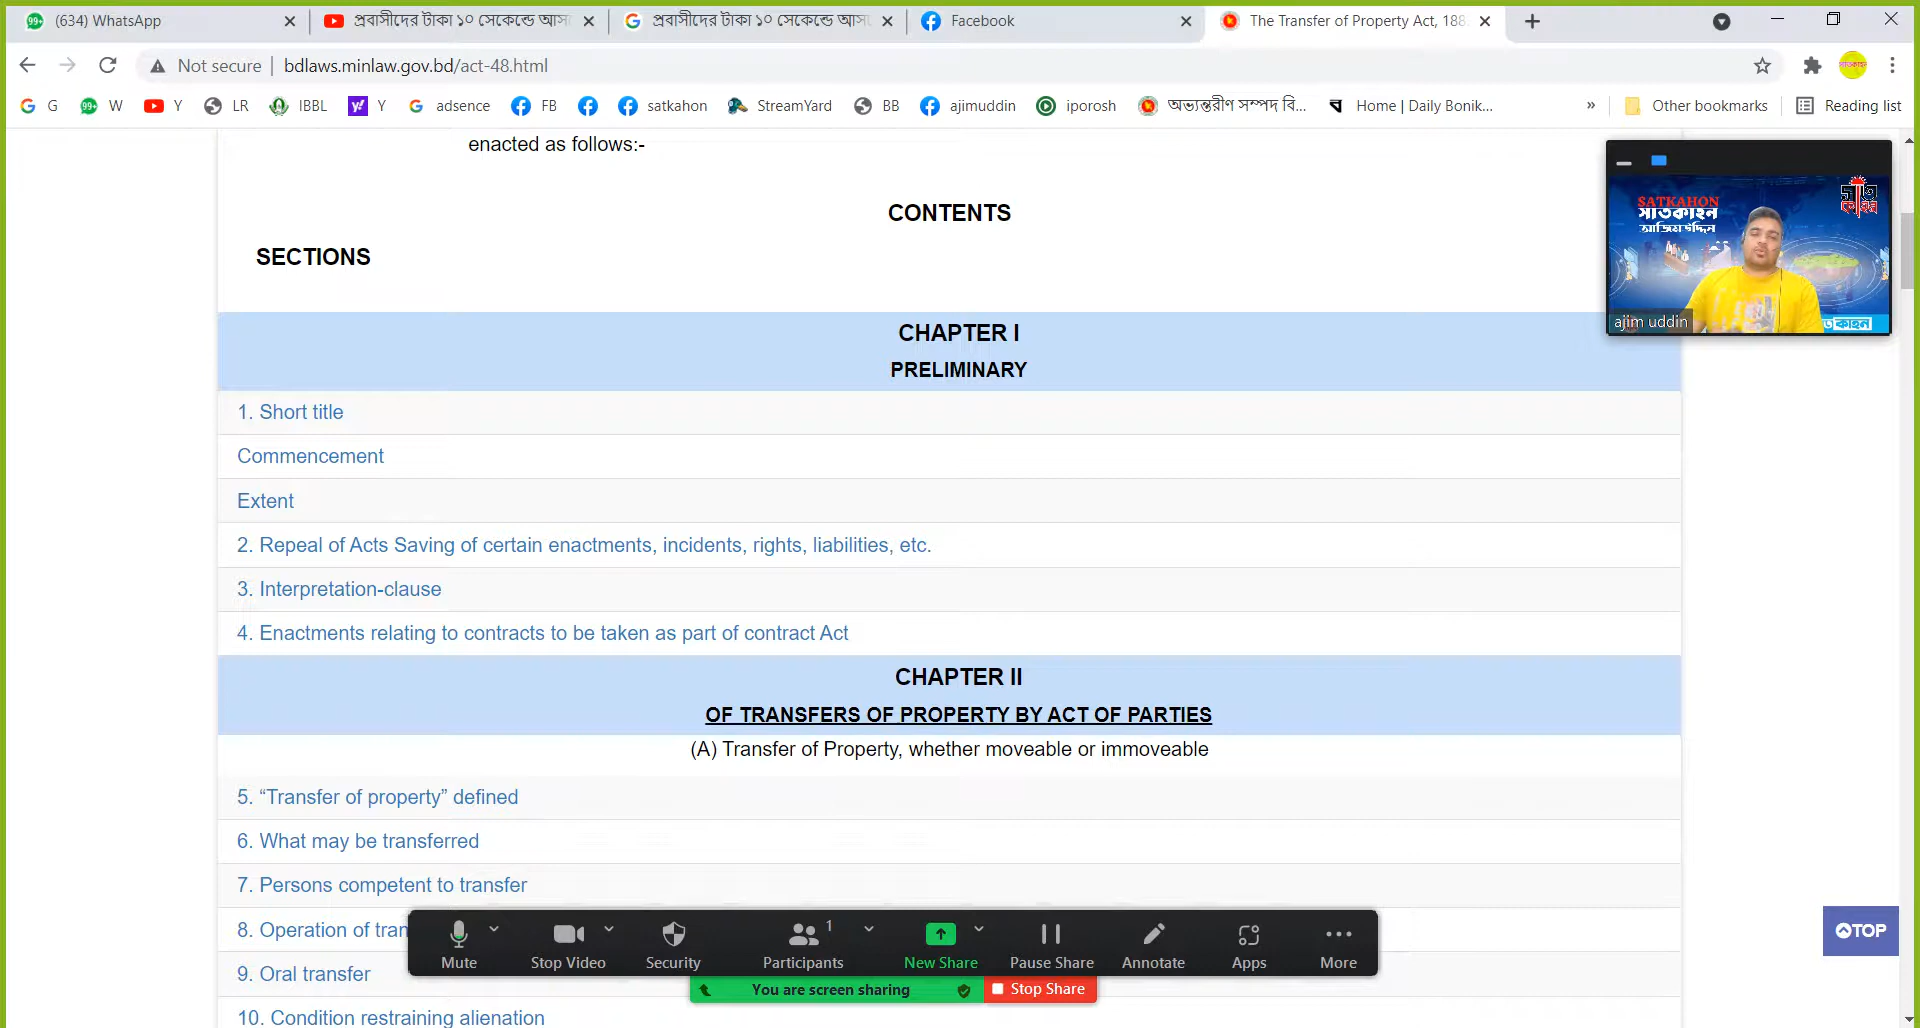 (634) WhatsApp
প্রবাসীদের টাকা ১০ সেকেন্ডে আস
প্রবাসীদের টাকা ১০ সেকেন্ডে আস
Facebook
The Transfer of Property Act, 188
Not secure | bdlaws.minlaw.gov.bd/act-48.html
G W Y LR IBBL Y adsence FB satkahon StreamYard BB ajimuddin iporosh অভ্যন্তরীণ সম্পদ বি... Home | Daily Bonik... » Other bookmarks Reading list
enacted as follows:-
CONTENTS
SECTIONS
SATKAHON
সাতকাহন
আজিম উদ্দিন
সাত
কাহন
ajim uddin
কাহন
CHAPTER I
PRELIMINARY
1. Short title
Commencement
Extent
2. Repeal of Acts Saving of certain enactments, incidents, rights, liabilities, etc.
3. Interpretation-clause
4. Enactments relating to contracts to be taken as part of contract Act
CHAPTER II
OF TRANSFERS OF PROPERTY BY ACT OF PARTIES
(A) Transfer of Property, whether moveable or immoveable
5. “Transfer of property” defined
6. What may be transferred
7. Persons competent to transfer
8. Operation of tran
9. Oral transfer
10. Condition restraining alienation
TOP
Mute Stop Video Security Participants 1 New Share Pause Share Annotate Apps More
You are screen sharing Stop Share